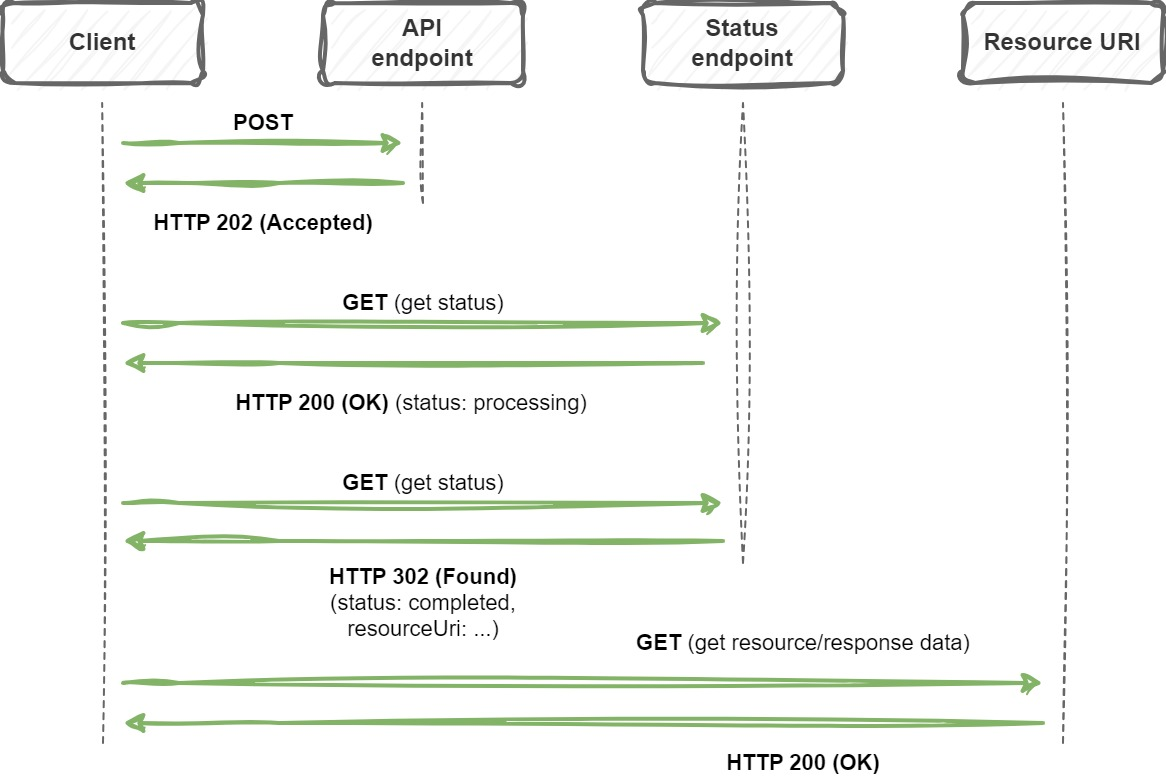 Client
API
endpoint
Status
endpoint
Resource URI
POST
HTTP 202 (Accepted)
GET (get status)
HTTP 200 (OK) (status: processing)
GET (get status)
HTTP 302 (Found)
(status: completed,
resourceUri: ...)
GET (get resource/response data)
HTTP 200 (OK)